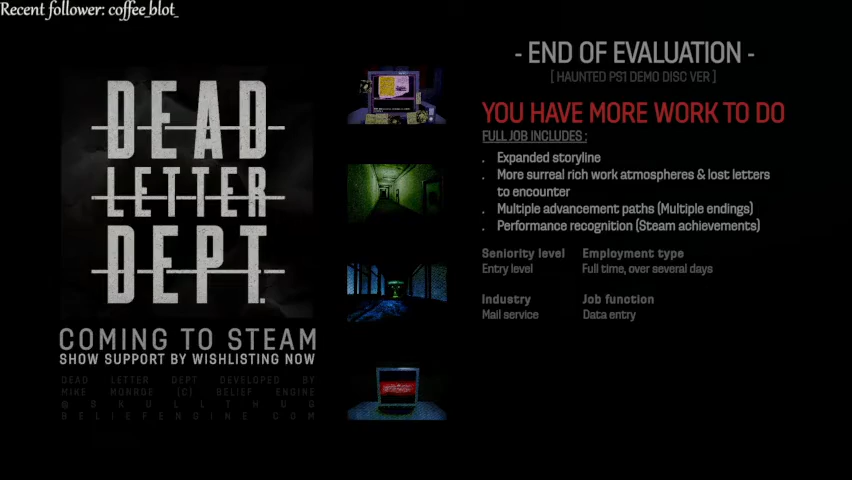 Recent follower: coffee_blot_
DEAD
LETTER
DEPT.
COMING TO STEAM
SHOW SUPPORT BY WISHLISTING NOW
DEAD LETTER DEPT DEVELOPED BY
MIKE MONROE (C) BELIEF ENGINE
@SKULLTHUG
BELIEFENGINE.COM
- END OF EVALUATION -
[ HAUNTED PS1 DEMO DISC VER ]
YOU HAVE MORE WORK TO DO
FULL JOB INCLUDES :
. Expanded storyline
. More surreal rich work atmospheres & lost letters
to encounter
. Multiple advancement paths (Multiple endings)
. Performance recognition (Steam achievements)
Seniority level Employment type
Entry level Full time, over several days
Industry Job function
Mail service Data entry